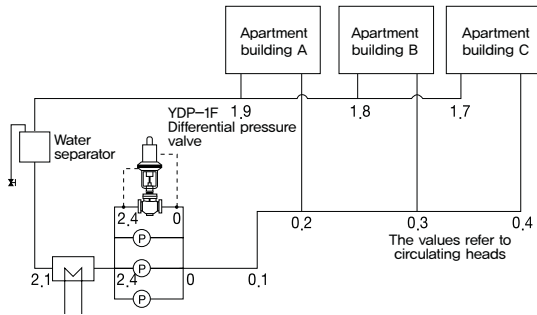 Apartment
building A
Apartment
building B
Apartment
building C
1.9
1.8
1.7
YDP-1F
Differential pressure
valve
Water
separator
2.4
0
0.2
0.3
0.4
The values refer to
circulating heads
P
2.1
P
2.4
0
0.1
P